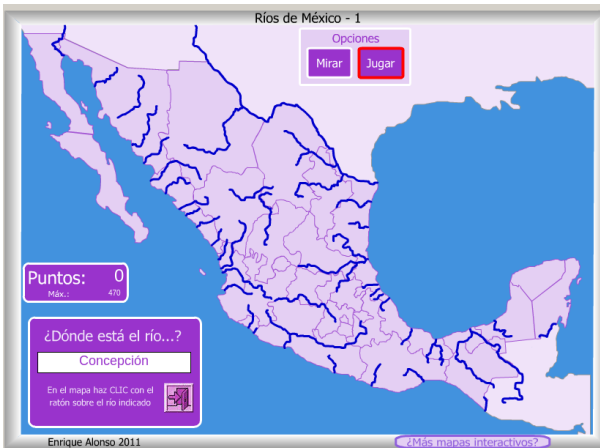 Ríos de México - 1
Opciones
Mirar
Jugar
Puntos: 0
Máx.: 470
¿Dónde está el río...?
Concepción
En el mapa haz CLIC con el
ratón sobre el río indicado
Enrique Alonso 2011
¿Más mapas interactivos?